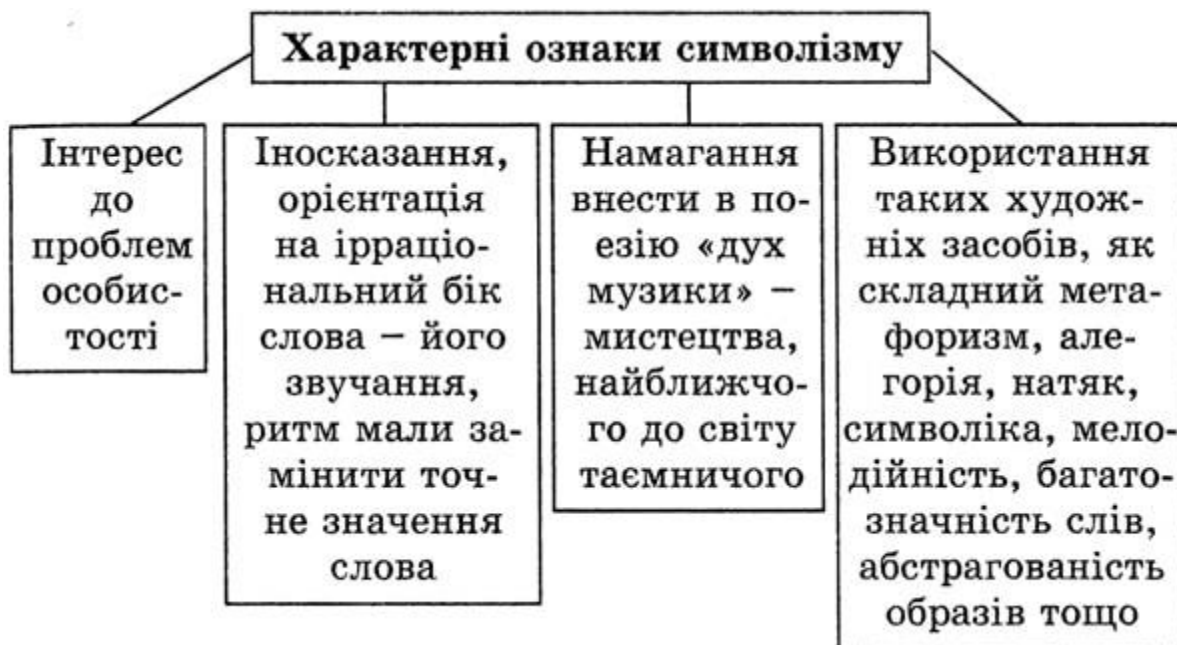 Характерні ознаки символізму
Інтерес
до
проблем
особис-
тості
Іносказання,
орієнтація
на ірраціо-
нальний бік
слова – його
звучання,
ритм мали за-
мінити точ-
не значення
слова
Намагання
внести в по-
езію «дух
музики» –
мистецтва,
найближчо-
го до світу
таємничого
Використання
таких худож-
ніх засобів, як
складний мета-
форизм, але-
горія, натяк,
символіка, мело-
дійність, багато-
значність слів,
абстрагованість
образів тощо